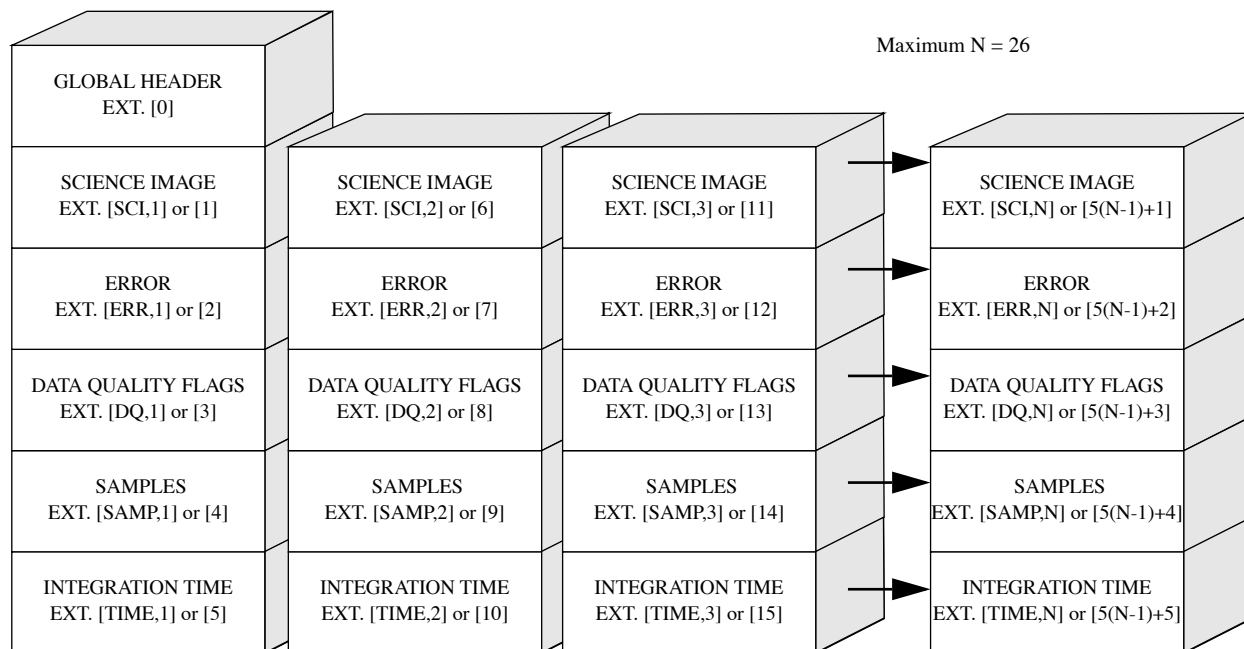 Maximum N = 26
GLOBAL HEADER
EXT. [0]
SCIENCE IMAGE
EXT. [SCI,1] or [1]
ERROR
EXT. [ERR,1] or [2]
DATA QUALITY FLAGS
EXT. [DQ,1] or [3]
SAMPLES
EXT. [SAMP,1] or [4]
INTEGRATION TIME
EXT. [TIME,1] or [5]
SCIENCE IMAGE
EXT. [SCI,2] or [6]
ERROR
EXT. [ERR,2] or [7]
DATA QUALITY FLAGS
EXT. [DQ,2] or [8]
SAMPLES
EXT. [SAMP,2] or [9]
INTEGRATION TIME
EXT. [TIME,2] or [10]
SCIENCE IMAGE
EXT. [SCI,3] or [11]
ERROR
EXT. [ERR,3] or [12]
DATA QUALITY FLAGS
EXT. [DQ,3] or [13]
SAMPLES
EXT. [SAMP,3] or [14]
INTEGRATION TIME
EXT. [TIME,3] or [15]
SCIENCE IMAGE
EXT. [SCI,N] or [5(N-1)+1]
ERROR
EXT. [ERR,N] or [5(N-1)+2]
DATA QUALITY FLAGS
EXT. [DQ,N] or [5(N-1)+3]
SAMPLES
EXT. [SAMP,N] or [5(N-1)+4]
INTEGRATION TIME
EXT. [TIME,N] or [5(N-1)+5]